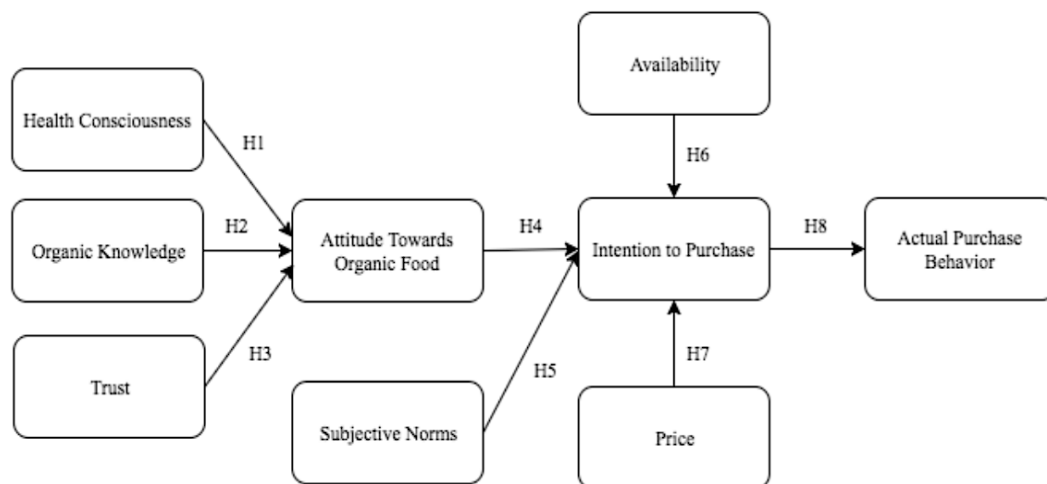 Availability
Health Consciousness
H1
H6
Organic Knowledge
H2
Attitude Towards
Organic Food
H4
Intention to Purchase
H8
Actual Purchase
Behavior
Trust
H3
H5
H7
Subjective Norms
Price